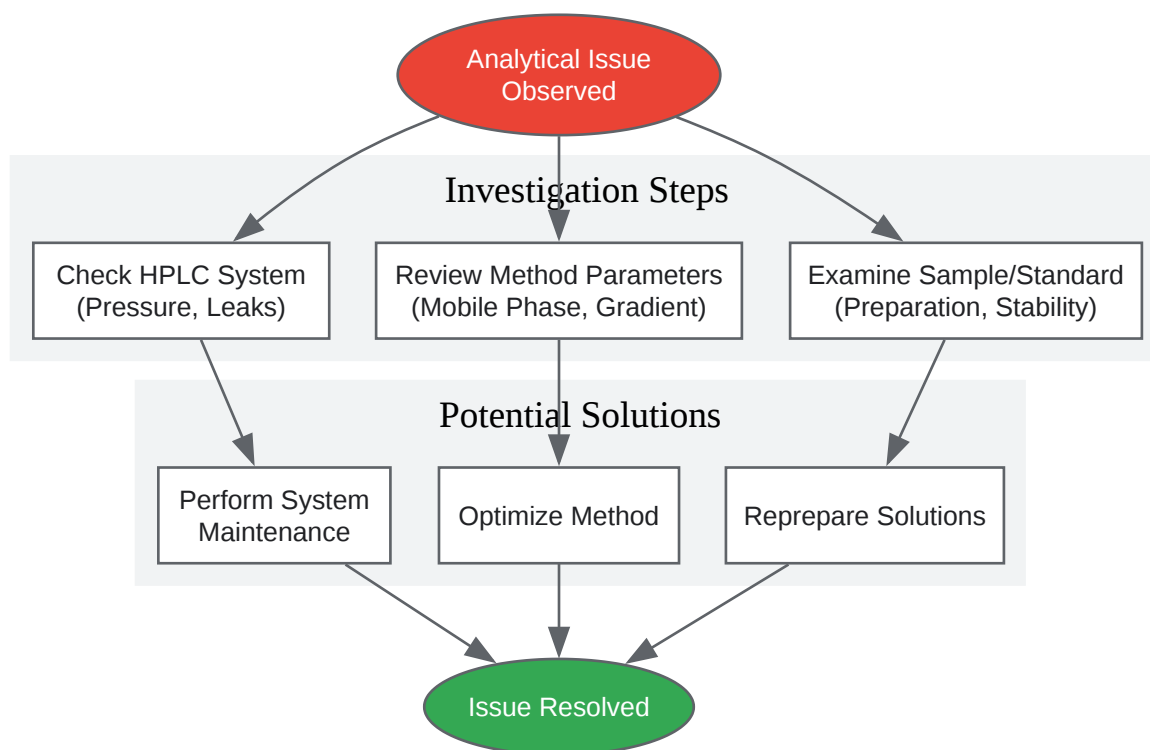 Analytical Issue
Observed
Investigation Steps
Check HPLC System
(Pressure, Leaks)
Review Method Parameters
(Mobile Phase, Gradient)
Examine Sample/Standard
(Preparation, Stability)
Potential Solutions
Perform System
Maintenance
Optimize Method
Reprepare Solutions
Issue Resolved